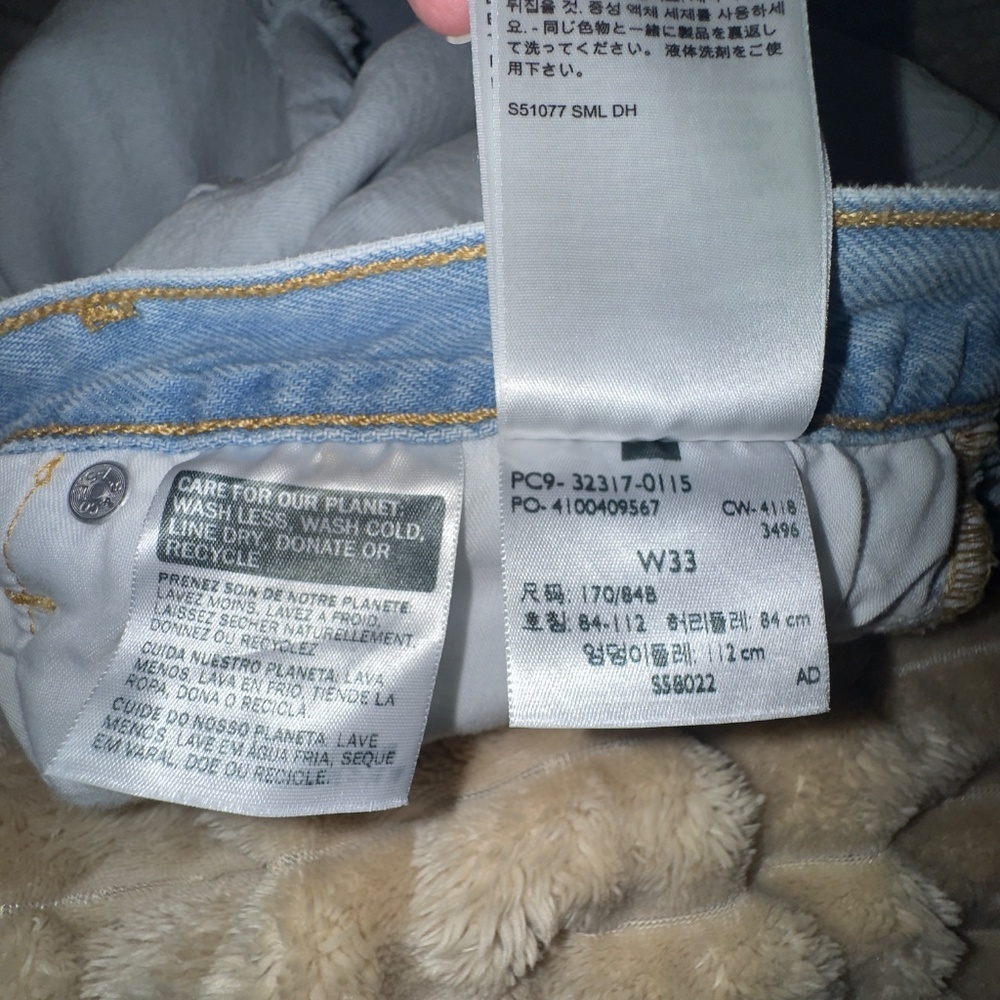 뒤집을 것. 중성 액체 세제를 사용하세
요. - 同じ色物と一緒に製品を裏返し
て洗ってください。 液体洗剤をご使
用下さい。
S51077 SML DH
CARE FOR OUR PLANET
WASH LESS, WASH COLD,
LINE DRY, DONATE OR
RECYCLE
PRENEZ SOIN DE NOTRE PLANETE:
LAVEZ MOINS, LAVEZ A FROID,
LAISSEZ SECHER NATURELLEMENT,
DONNEZ OU RECYCLEZ
CUIDA NUESTRO PLANETA: LAVA
MENOS, LAVA EN FRIO, TIENDE LA
ROPA, DONA O RECICLA.
CUIDE DO NOSSO PLANETA. LAVE
MENOS, LAVE EM AGUA FRIA, SEQUE
EM VARAL, DOE OU RECICLE.
PC9- 32317-0115
PO- 4100409567 CW- 4118
3496
W33
尺码: 170/84B
호칭: 84-112 허리둘레: 84 cm
엉덩이둘레: 112 cm
S58022 AD